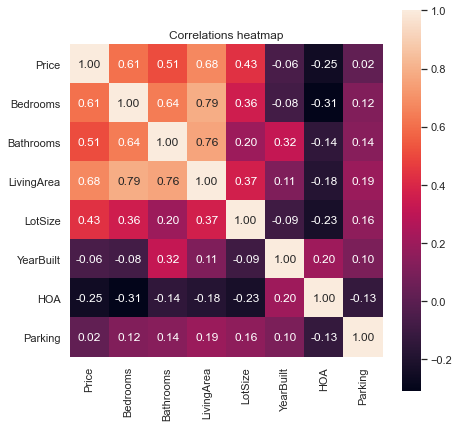 Correlations heatmap
Price 1.00 0.61 0.51 0.68 0.43 -0.06 -0.25 0.02
Bedrooms 0.61 1.00 0.64 0.79 0.36 -0.08 -0.31 0.12
Bathrooms 0.51 0.64 1.00 0.76 0.20 0.32 -0.14 0.14
LivingArea 0.68 0.79 0.76 1.00 0.37 0.11 -0.18 0.19
LotSize 0.43 0.36 0.20 0.37 1.00 -0.09 -0.23 0.16
YearBuilt -0.06 -0.08 0.32 0.11 -0.09 1.00 0.20 0.10
HOA -0.25 -0.31 -0.14 -0.18 -0.23 0.20 1.00 -0.13
Parking 0.02 0.12 0.14 0.19 0.16 0.10 -0.13 1.00
Price Bedrooms Bathrooms LivingArea LotSize YearBuilt HOA Parking
1.0
0.8
0.6
0.4
0.2
0.0
−0.2